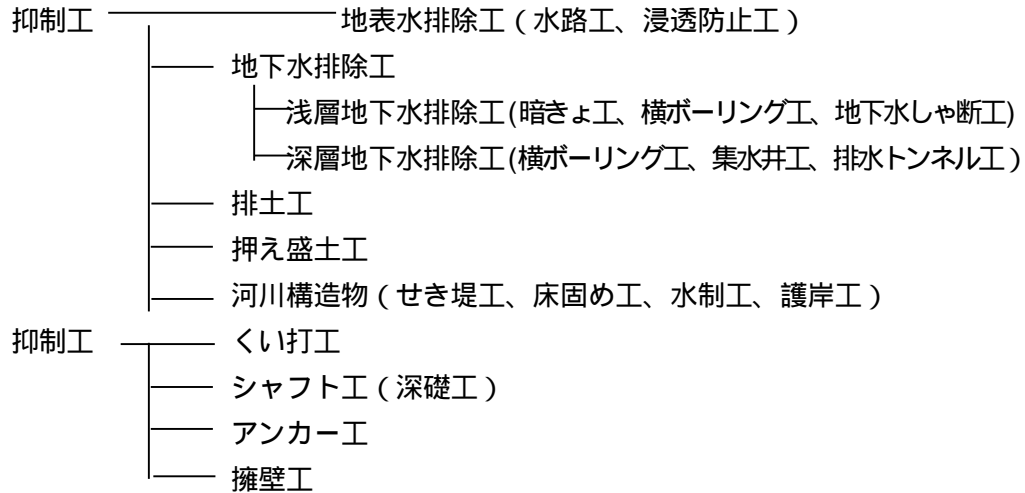 抑制工 地表水排除工(水路工、浸透防止工)
地下水排除工
浅層地下水排除工(暗きょ工、横ボーリング工、地下水しゃ断工)
深層地下水排除工(横ボーリング工、集水井工、排水トンネル工)
排土工
押え盛土工
河川構造物(せき堤工、床固め工、水制工、護岸工)
抑制工 くい打工
シャフト工(深礎工)
アンカー工
擁壁工